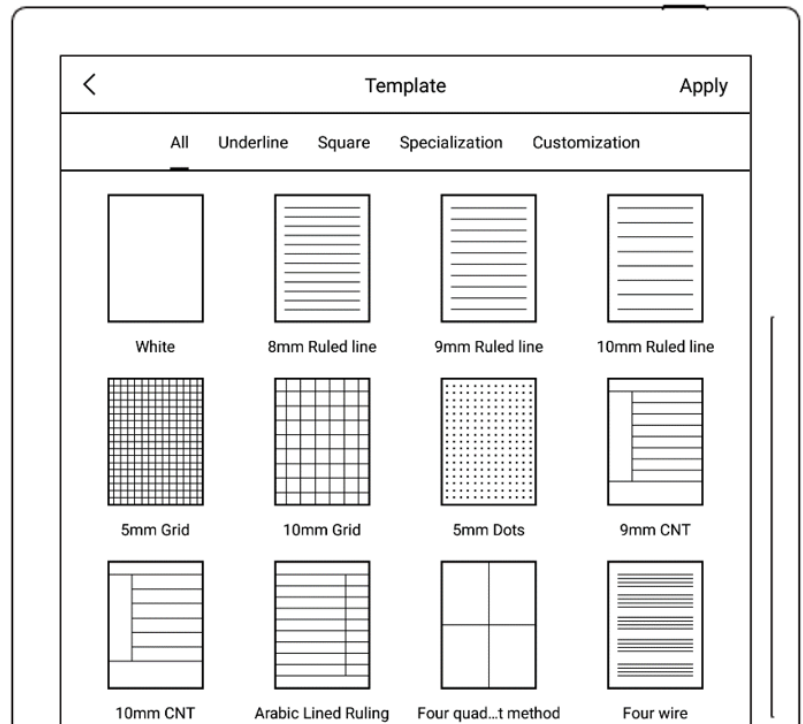 Template Apply
All Underline Square Specialization Customization
White 8mm Ruled line 9mm Ruled line 10mm Ruled line
5mm Grid 10mm Grid 5mm Dots 9mm CNT
10mm CNT Arabic Lined Ruling Four quad...t method Four wire